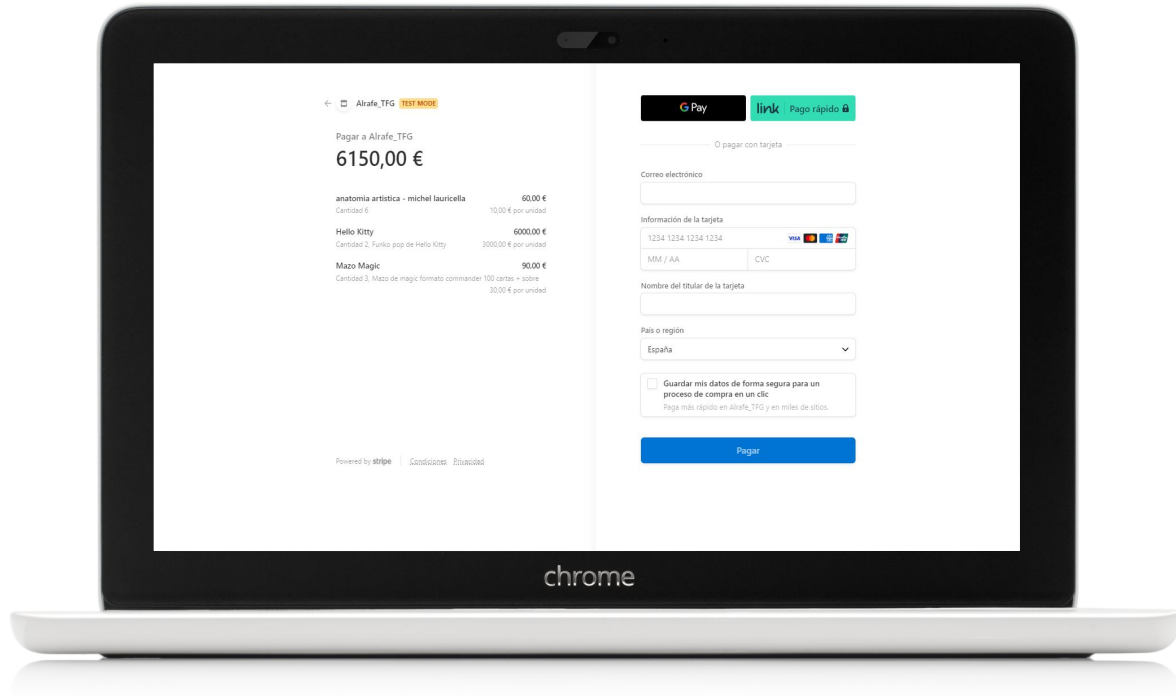 Alrafe_TFG TEST MODE
Pagar a Alrafe_TFG
6150,00 €
anatomia artistica - michel lauricella 60,00 €
Cantidad 6 10,00 € por unidad
Hello Kitty 6000,00 €
Cantidad 2, Funko pop de Hello Kitty 3000,00 € por unidad
Mazo Magic 90,00 €
Cantidad 3, Mazo de magic formato commander 100 cartas + sobre
30,00 € por unidad
Powered by stripe Condiciones Privacidad
G Pay link Pago rápido
O pagar con tarjeta
Correo electrónico
Información de la tarjeta
1234 1234 1234 1234 VISA
MM / AA CVC
Nombre del titular de la tarjeta
País o región
España
Guardar mis datos de forma segura para un
proceso de compra en un clic
Paga más rápido en Alrafe_TFG y en miles de sitios.
Pagar
chrome